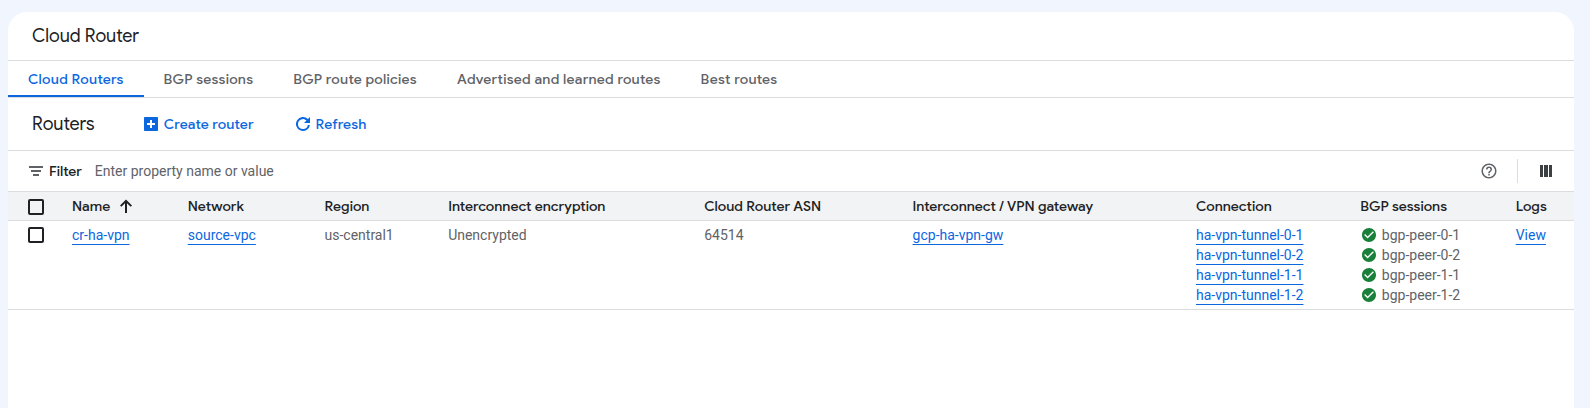 Cloud Router
Cloud Routers BGP sessions BGP route policies Advertised and learned routes Best routes
Routers Create router Refresh
Filter Enter property name or value
Name Network Region Interconnect encryption Cloud Router ASN Interconnect / VPN gateway Connection BGP sessions Logs
cr-ha-vpn source-vpc us-central1 Unencrypted 64514 gcp-ha-vpn-gw ha-vpn-tunnel-0-1 bgp-peer-0-1 View
ha-vpn-tunnel-0-2 bgp-peer-0-2
ha-vpn-tunnel-1-1 bgp-peer-1-1
ha-vpn-tunnel-1-2 bgp-peer-1-2